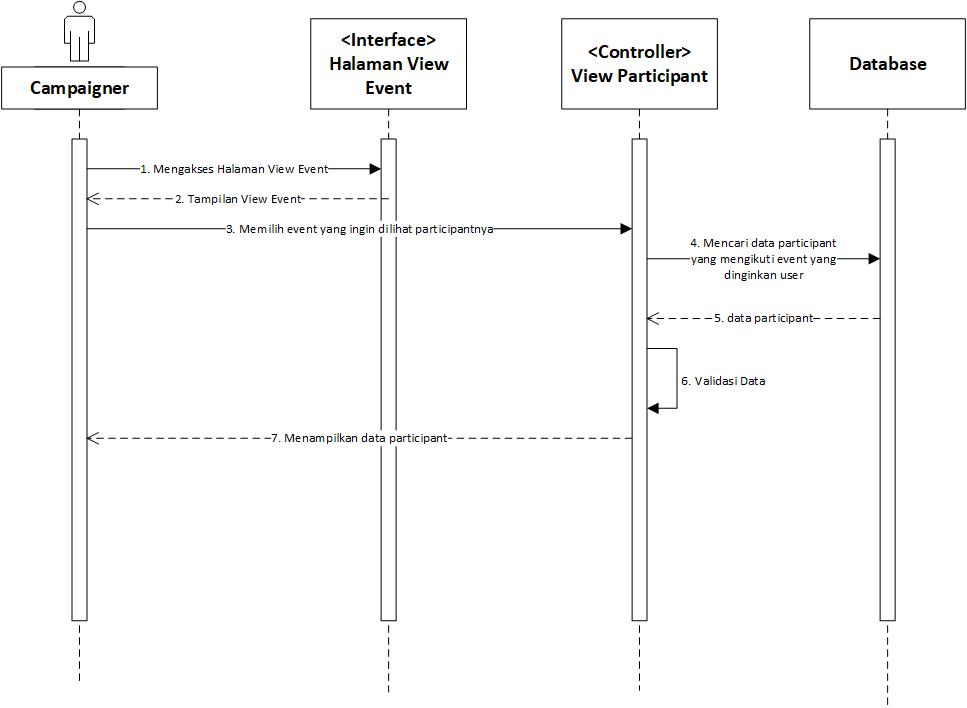 Campaigner
<Interface>
Halaman View
Event
<Controller>
View Participant
Database
1. Mengakses Halaman View Event
2. Tampilan View Event
3. Memilih event yang ingin dilihat participantnya
4. Mencari data participant
yang mengikuti event yang
dinginkan user
5. data participant
6. Validasi Data
7. Menampilkan data participant